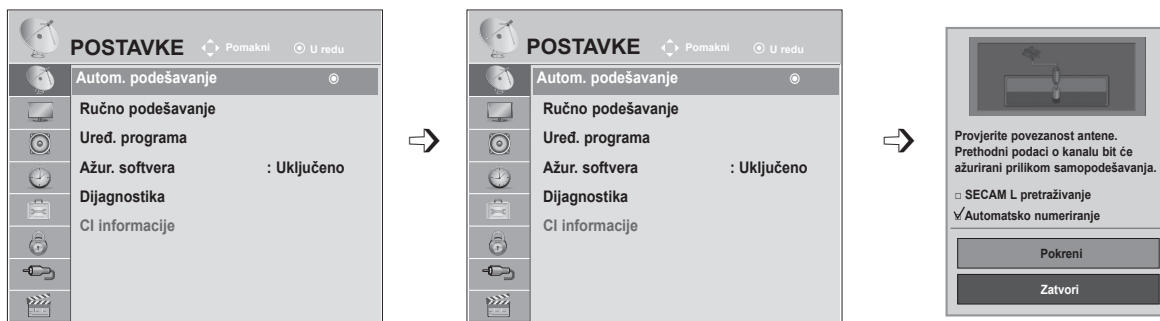 POSTAVKE Pomakni U redu
Autom. podešavanje
Ručno podešavanje
Uređ. programa
Ažur. softvera : Uključeno
Dijagnostika
CI informacije
POSTAVKE Pomakni U redu
Autom. podešavanje
Ručno podešavanje
Uređ. programa
Ažur. softvera : Uključeno
Dijagnostika
CI informacije
Provjerite povezanost antene.
Prethodni podaci o kanalu bit će
ažurirani prilikom samopodešavanja.
SECAM L pretraživanje
Automatsko numeriranje
Pokreni
Zatvori